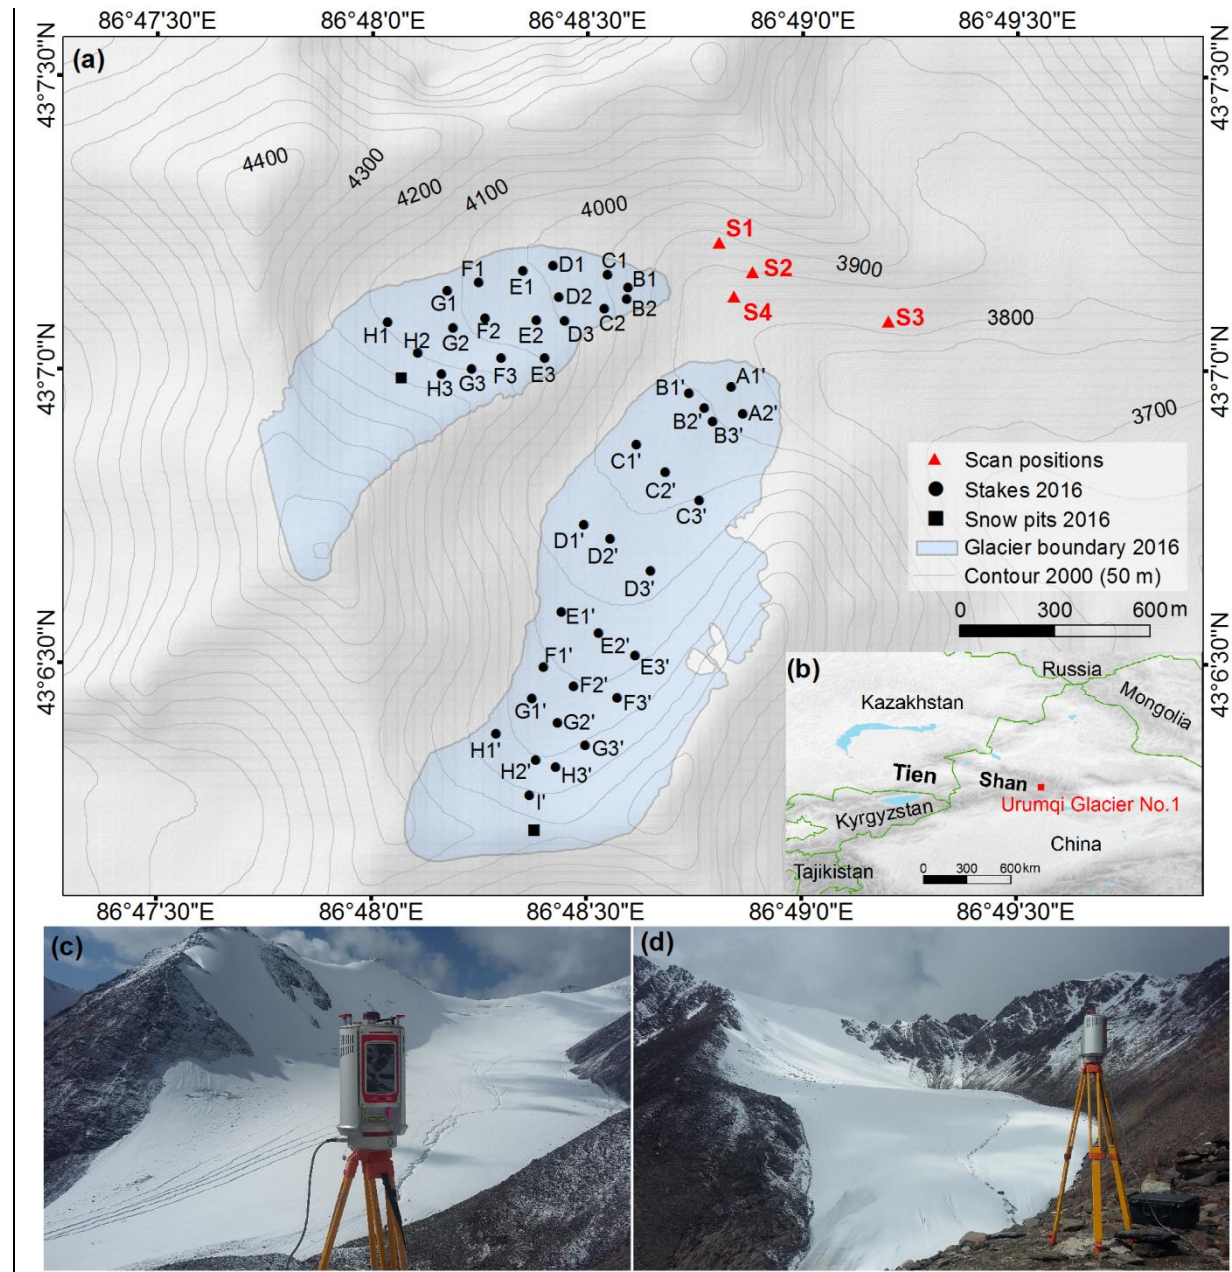 86°47'30"E 86°48'0"E 86°48'30"E 86°49'0"E 86°49'30"E
(a)
43°7'30"N
43°7'30"N
4400
4300
4200
4100
4000
S1
S2
3900
S4
S3
3800
3700
F1
E1
D1
C1
B1
G1
D2
B2
H1
H2
G2
F2
E2
D3
C2
H3
G3
F3
E3
43°7'0"N
43°7'0"N
B1'
A1'
B2'
A2'
B3'
C1'
C2'
C3'
D1'
D2'
D3'
E1'
E2'
E3'
F1'
F2'
F3'
G1'
G2'
G3'
H1'
H2'
H3'
I'
Scan positions
Stakes 2016
Snow pits 2016
Glacier boundary 2016
Contour 2000 (50 m)
0 300 600 m
43°6'30"N
43°6'30"N
(b)
Russia
Kazakhstan
Mongolia
Tien Shan
Urumqi Glacier No.1
Kyrgyzstan
China
Tajikistan
0 300 600 km
86°47'30"E 86°48'0"E 86°48'30"E 86°49'0"E 86°49'30"E
(c)
(d)